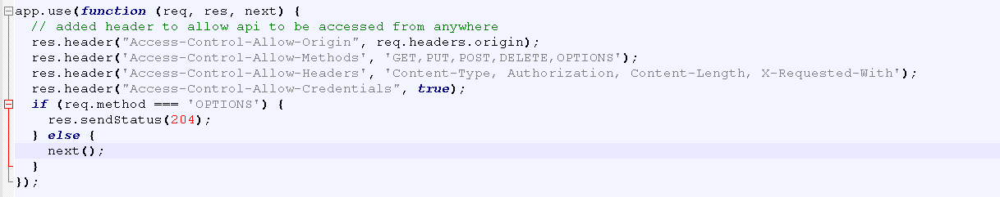 app.use(function (req, res, next) {
  // added header to allow api to be accessed from anywhere
  res.header("Access-Control-Allow-Origin", req.headers.origin);
  res.header('Access-Control-Allow-Methods', 'GET,PUT,POST,DELETE,OPTIONS');
  res.header('Access-Control-Allow-Headers', 'Content-Type, Authorization, Content-Length, X-Requested-With');
  res.header("Access-Control-Allow-Credentials", true);
  if (req.method === 'OPTIONS') {
    res.sendStatus(204);
  } else {
    next();
  }
});